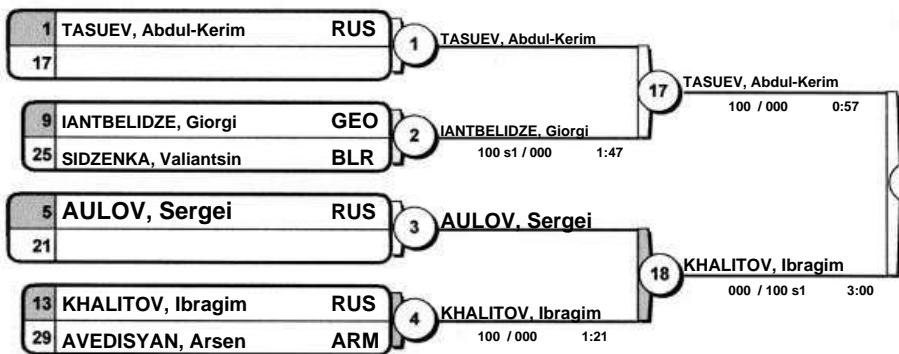 1 TASUEV, Abdul-Kerim RUS
17
1 TASUEV, Abdul-Kerim
9 IANTBELIDZE, Giorgi GEO
25 SIDZENKA, Valiantsin BLR
2 IANTBELIDZE, Giorgi
100 s1 / 000 1:47
17 TASUEV, Abdul-Kerim
100 / 000 0:57
5 AULOV, Sergei RUS
21
3 AULOV, Sergei
13 KHALITOV, Ibragim RUS
29 AVEDISYAN, Arsen ARM
4 KHALITOV, Ibragim
100 / 000 1:21
18 KHALITOV, Ibragim
000 / 100 s1 3:00